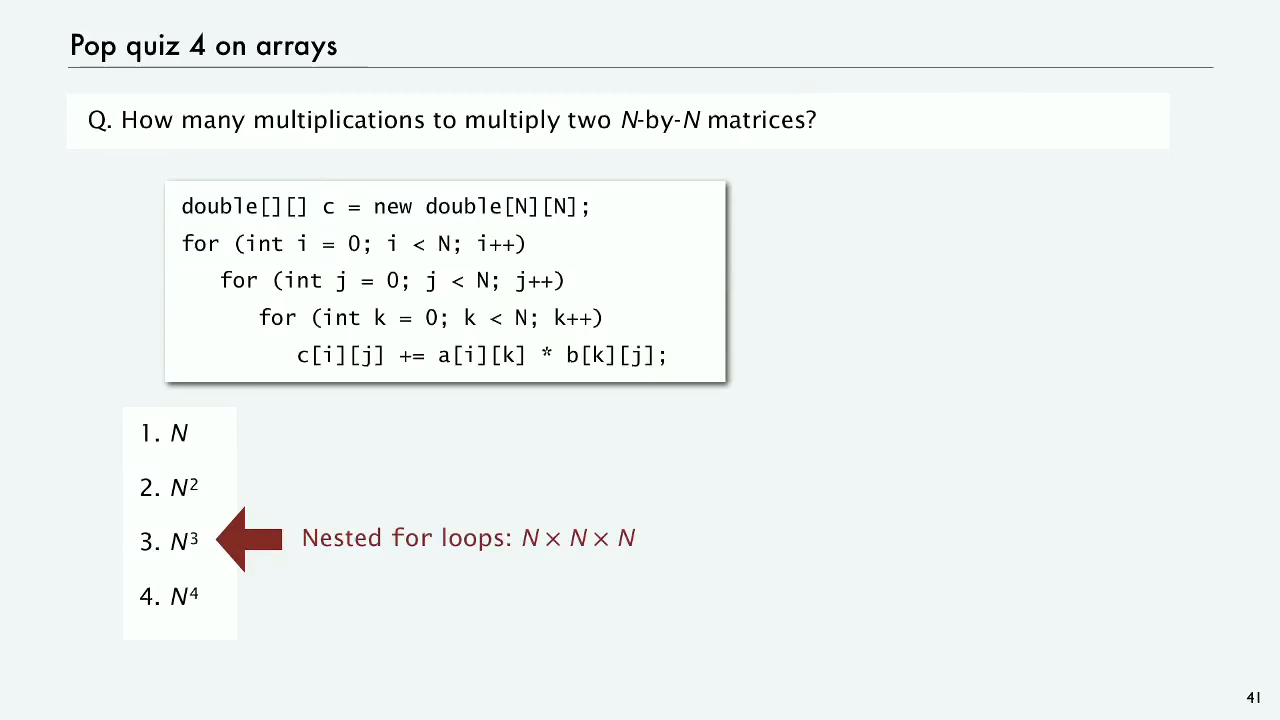 Pop quiz 4 on arrays
Q. How many multiplications to multiply two N-by-N matrices?
double[][] c = new double[N][N];
for (int i = 0; i < N; i++)
   for (int j = 0; j < N; j++)
      for (int k = 0; k < N; k++)
         c[i][j] += a[i][k] * b[k][j];
1. N
2. N²
3. N³
Nested for loops: N × N × N
4. N⁴
41